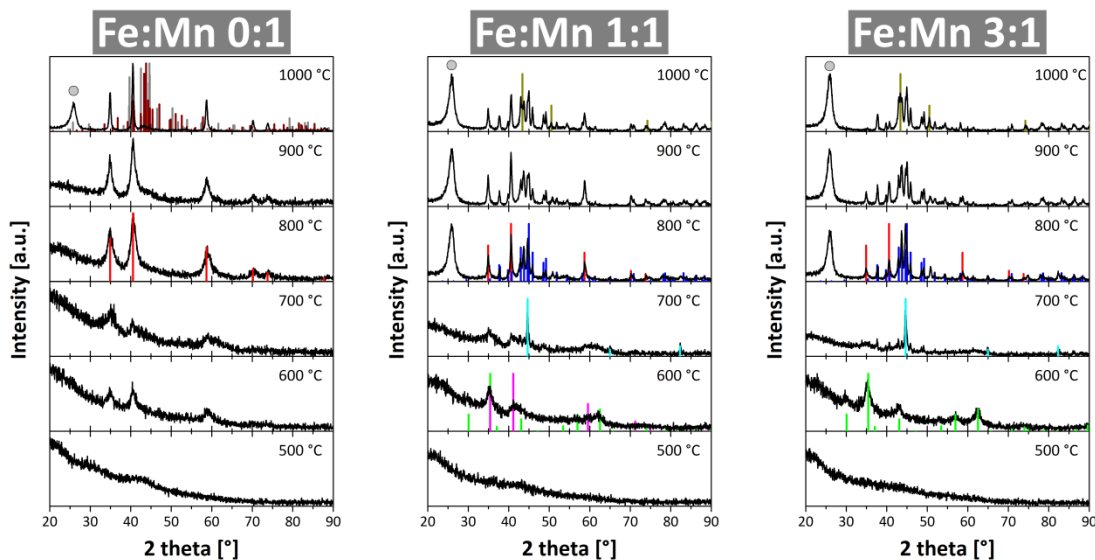 Fe:Mn 0:1
Fe:Mn 1:1
Fe:Mn 3:1
Intensity [a.u.]
1000 °C
900 °C
800 °C
700 °C
600 °C
500 °C
20 30 40 50 60 70 80 90
2 theta [°]
Intensity [a.u.]
1000 °C
900 °C
800 °C
700 °C
600 °C
500 °C
20 30 40 50 60 70 80 90
2 theta [°]
Intensity [a.u.]
1000 °C
900 °C
800 °C
700 °C
600 °C
500 °C
20 30 40 50 60 70 80 90
2 theta [°]